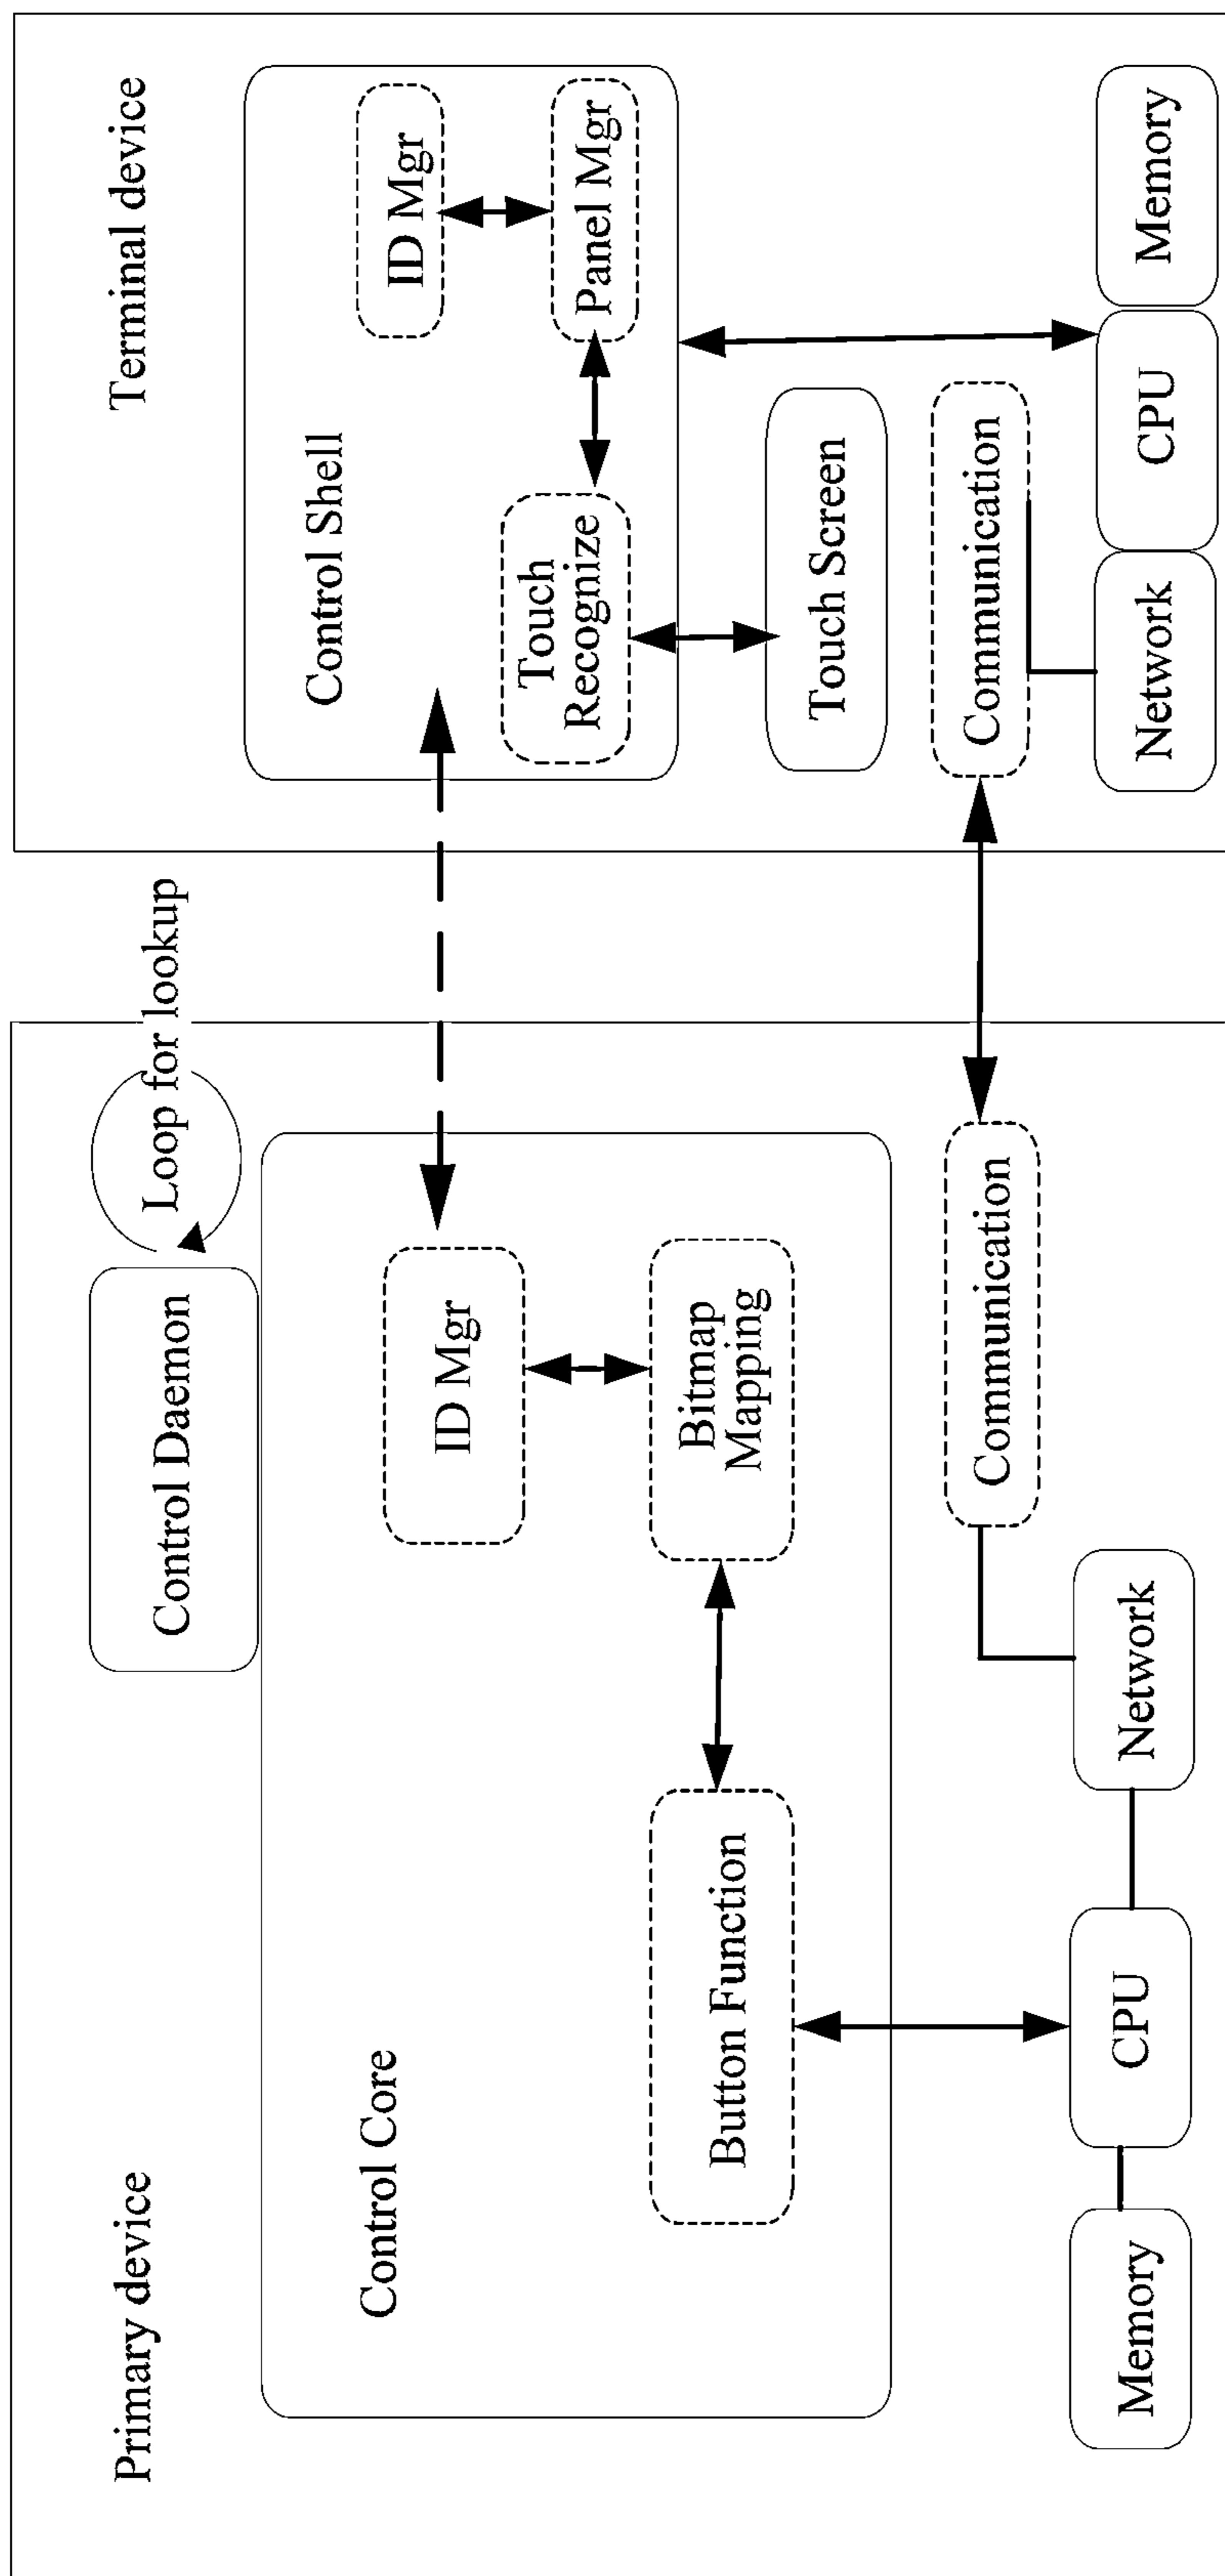 Primary device
Control Daemon
Loop for lookup
Control Core
ID Mgr
Button Function
Bitmap
Mapping
Communication
Memory
CPU
Network
Terminal device
Control Shell
ID Mgr
Touch
Recognize
Panel Mgr
Touch Screen
Communication
Network
CPU
Memory